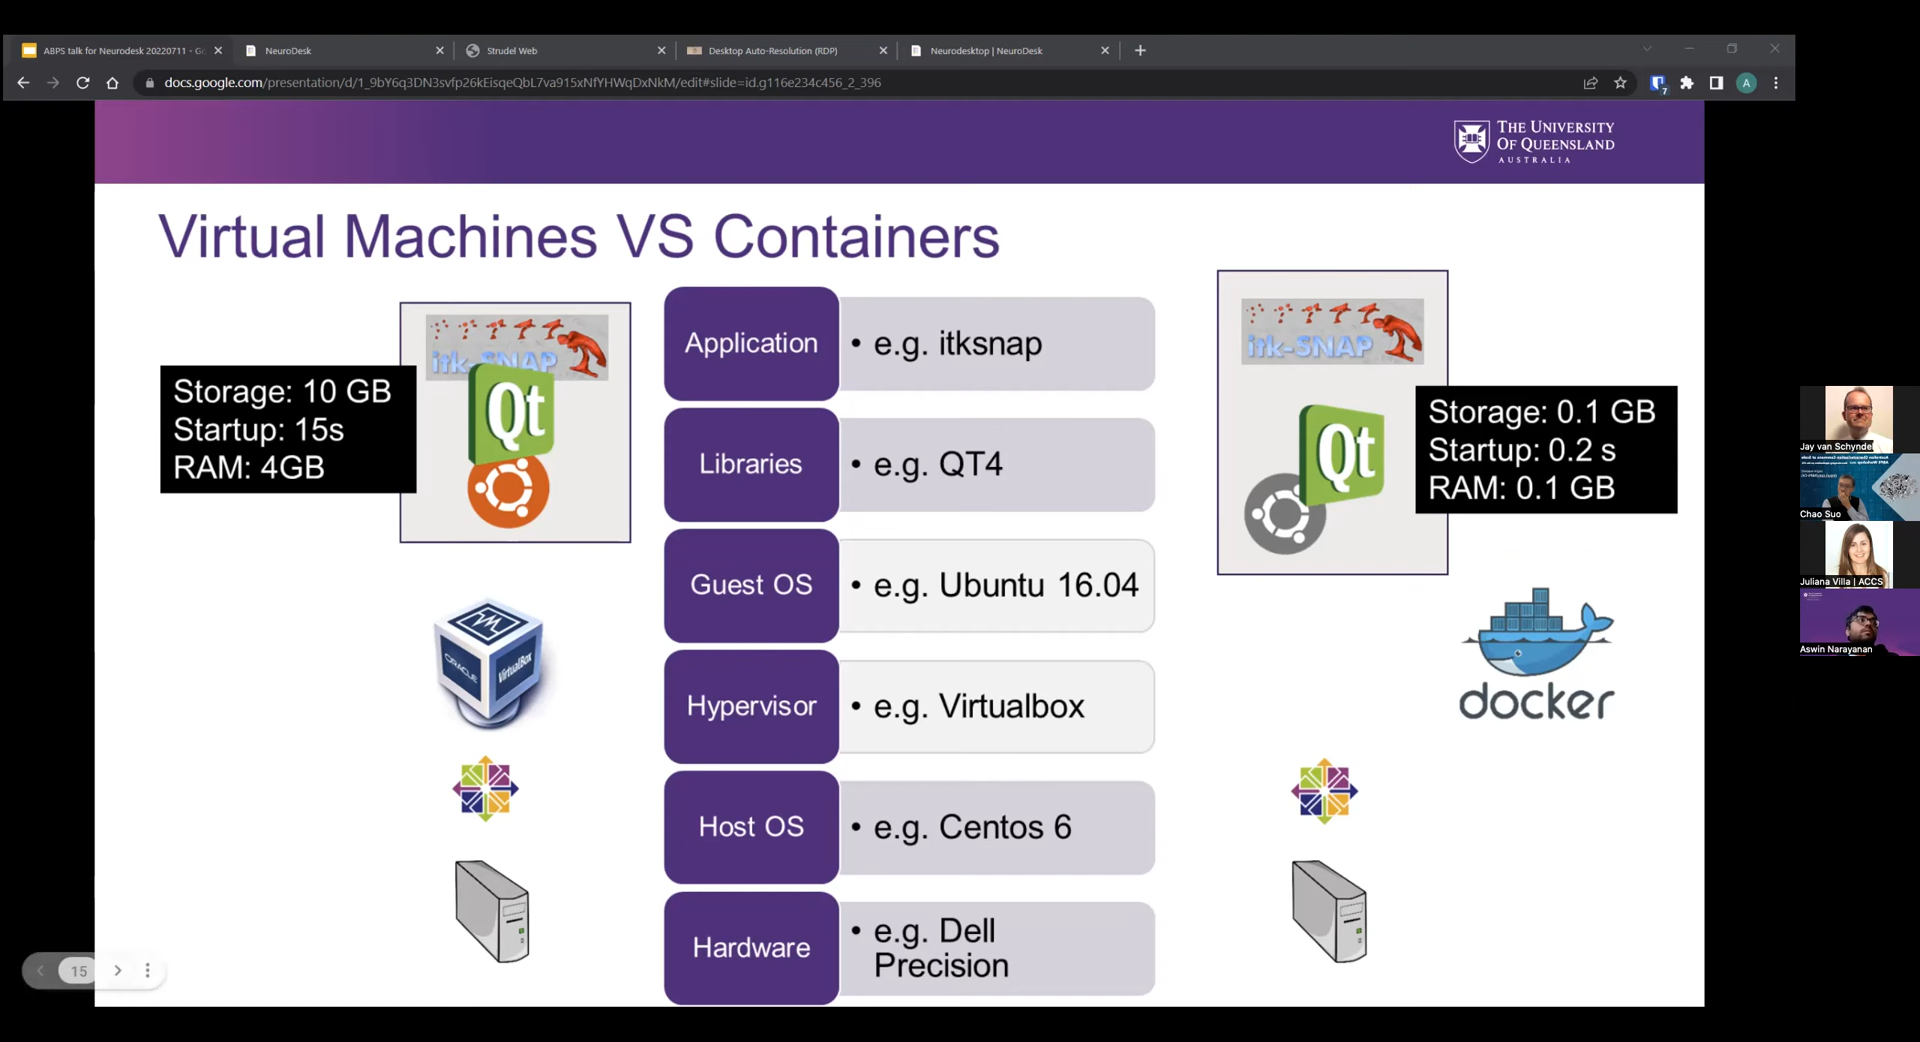 ABPS talk for Neurodesk 20220711 - Go
NeuroDesk
Strudel Web
Desktop Auto-Resolution (RDP)
Neurodesktop | NeuroDesk
docs.google.com/presentation/d/1_9bY6q3DN3svfp26kEisqeQbL7va915xNfYHWqDxNkM/edit#slide=id.g116e234c456_2_396
7
A
THE UNIVERSITY
OF QUEENSLAND
AUSTRALIA
Virtual Machines VS Containers
itk-SNAP
Qt
Storage: 10 GB
Startup: 15s
RAM: 4GB
ORACLE
VirtualBox
Application
• e.g. itksnap
Libraries
• e.g. QT4
Guest OS
• e.g. Ubuntu 16.04
Hypervisor
• e.g. Virtualbox
Host OS
• e.g. Centos 6
Hardware
• e.g. Dell
Precision
itk-SNAP
Qt
Storage: 0.1 GB
Startup: 0.2 s
RAM: 0.1 GB
docker
15
Jay van Schyndel
Chao Suo
Juliana Villa | ACCS
Aswin Narayanan